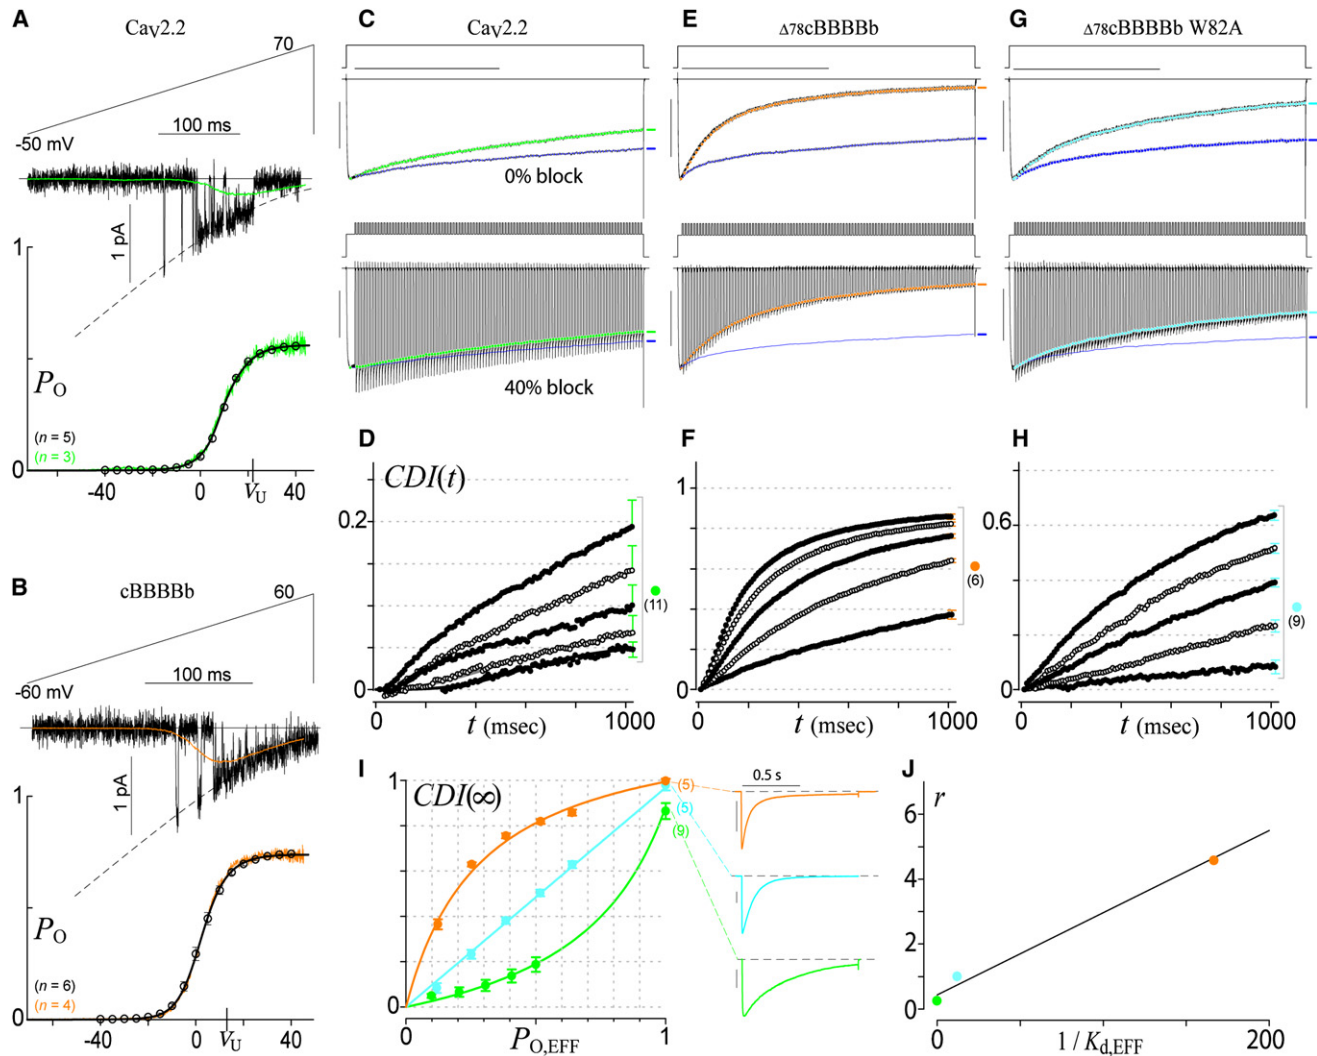 A
CaV2.2
70
-50 mV
100 ms
1 pA
1
PO
(n = 5)
(n = 3)
0
-40
0
VU
40
B
cBBBBb
60
-60 mV
100 ms
1 pA
1
PO
(n = 6)
(n = 4)
0
-40
0
VU
40
C
CaV2.2
0% block
40% block
E
Δ78cBBBBb
G
Δ78cBBBBb W82A
D
CDI(t)
0.2
0
(11)
0
t (msec)
1000
F
1
0
(6)
0
t (msec)
1000
H
0.6
0
(9)
0
t (msec)
1000
I
CDI(∞)
1
0
(5)
(5)
(9)
0
PO,EFF
1
0.5 s
J
r
6
4
2
0
0
1 / Kd,EFF
200